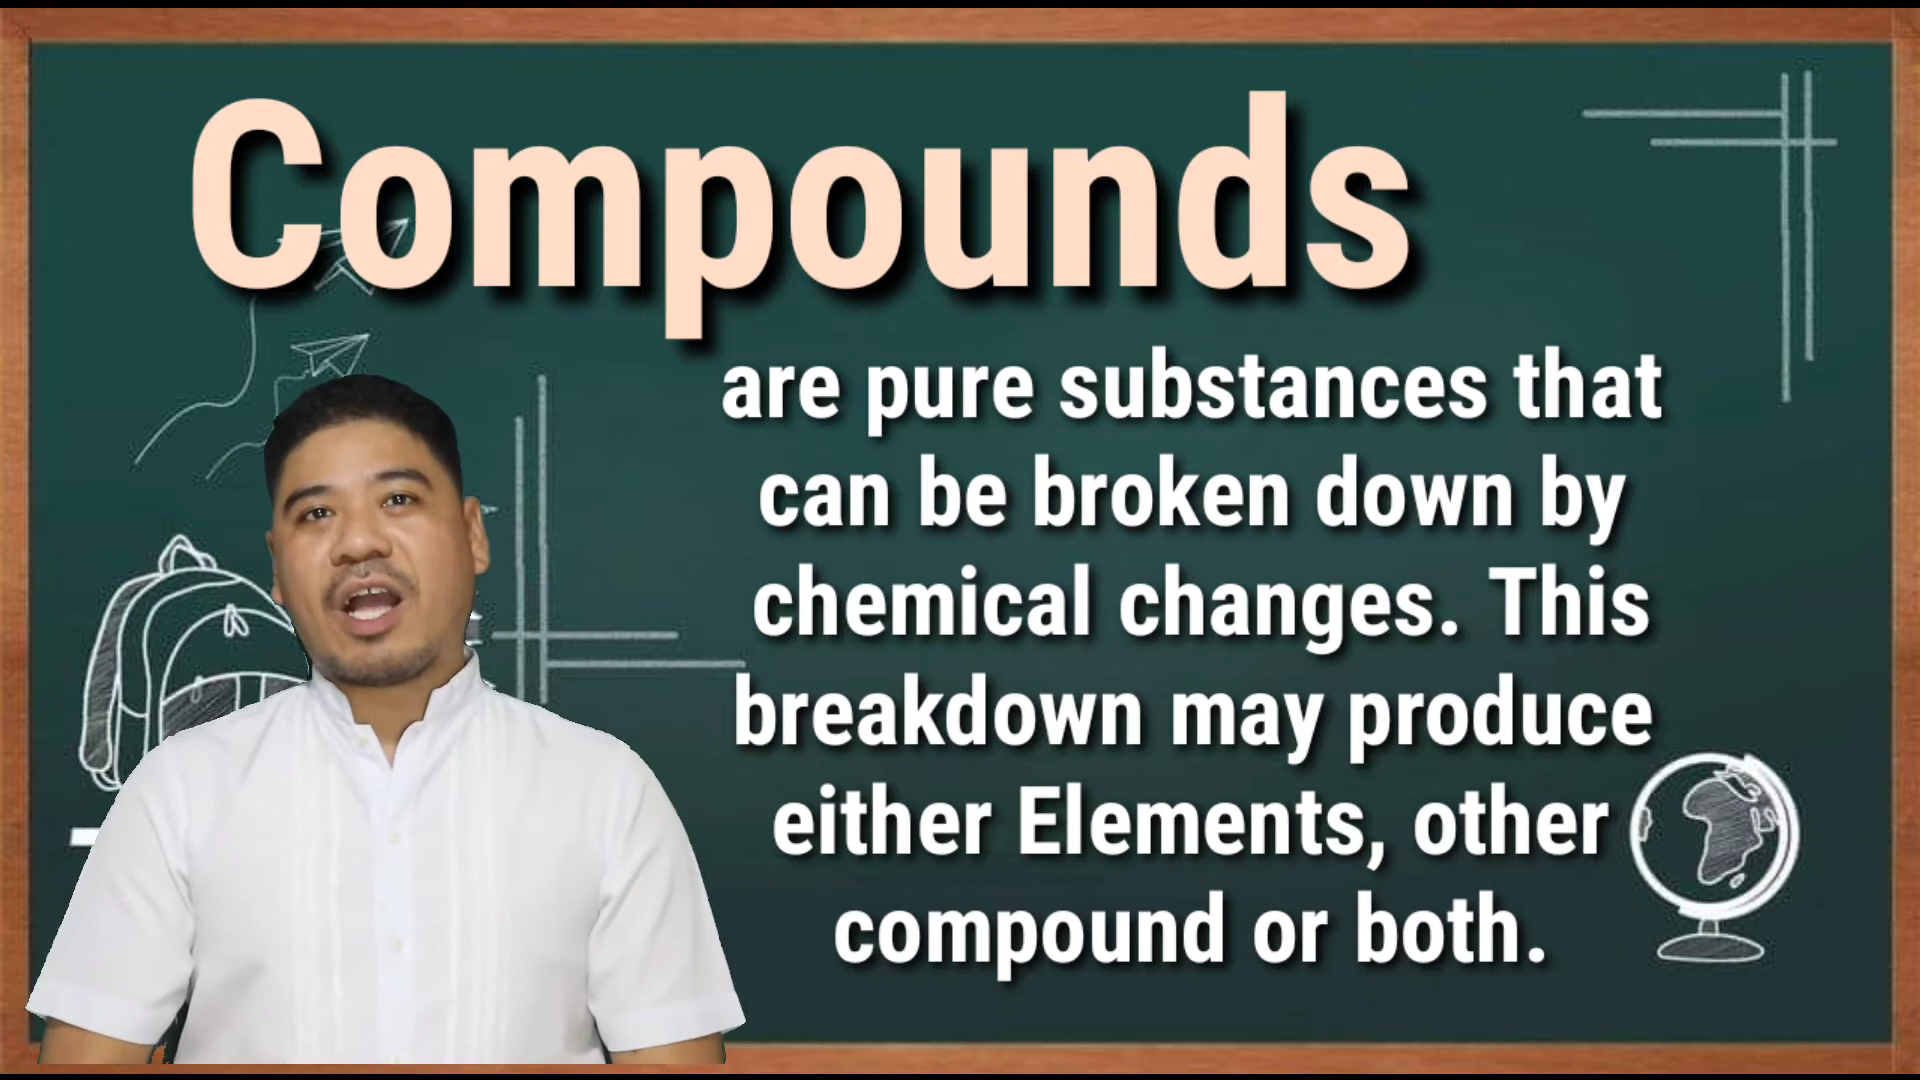 Compounds
are pure substances that
can be broken down by
chemical changes. This
breakdown may produce
either Elements, other
compound or both.